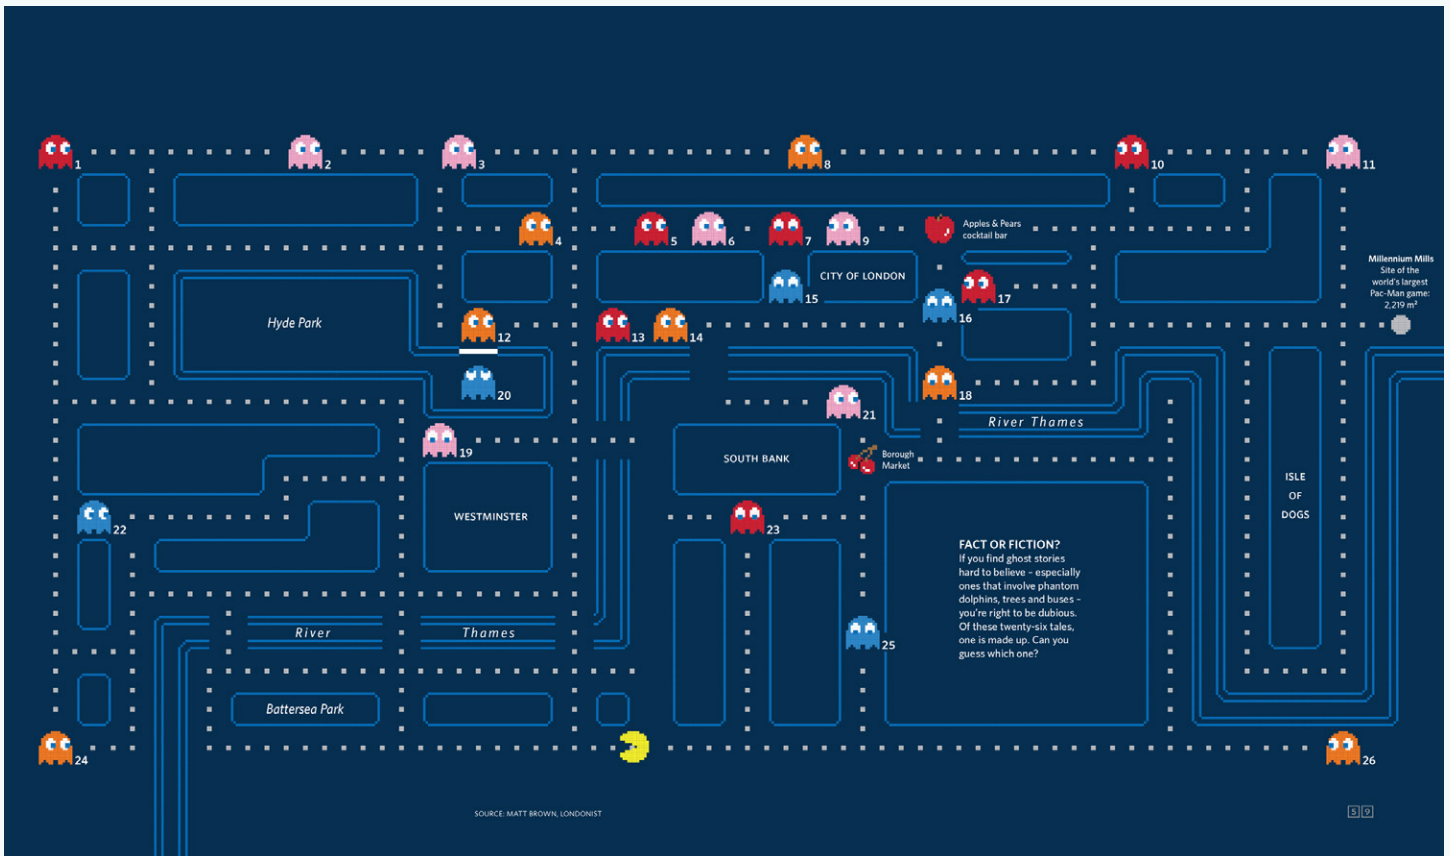 1
2
3
8
10
11
4
5
6
7
9
Apples & Pears
cocktail bar
CITY OF LONDON
15
16
17
Millennium Mills
Site of the
world's largest
Pac-Man game:
2,219 m²
Hyde Park
12
13
14
20
18
21
River Thames
19
SOUTH BANK
Borough
Market
WESTMINSTER
22
23
ISLE
OF
DOGS
FACT OR FICTION?
If you find ghost stories
hard to believe – especially
ones that involve phantom
dolphins, trees and buses –
you're right to be dubious.
Of these twenty-six tales,
one is made up. Can you
guess which one?
River Thames
25
Battersea Park
24
26
SOURCE: MATT BROWN, LONDONIST
59